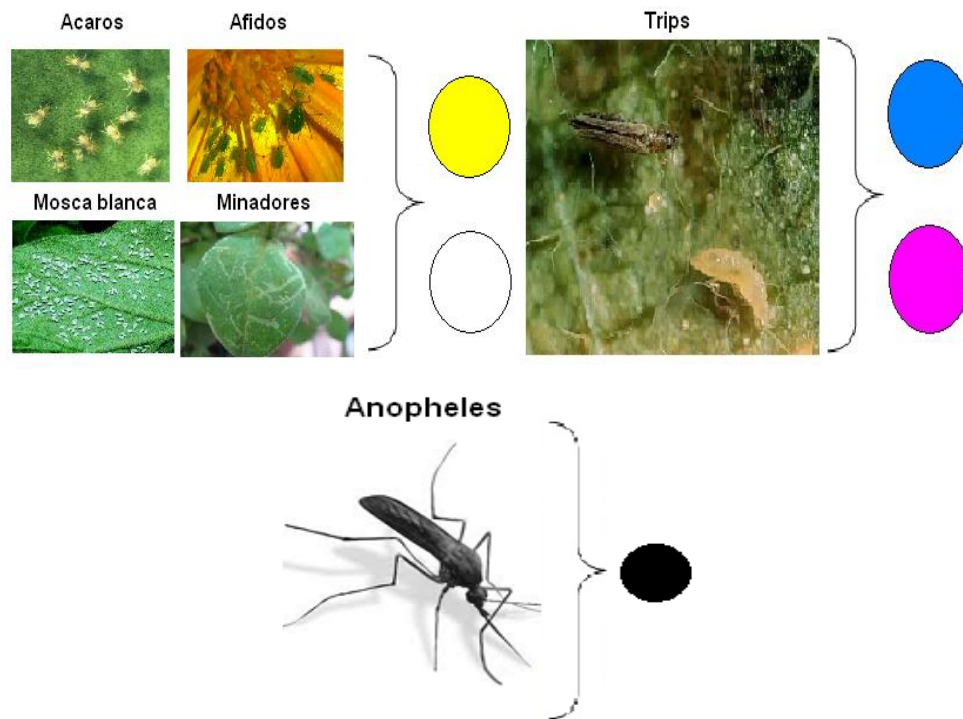 Acaros
Afidos
Trips
Mosca blanca
Minadores
Anopheles